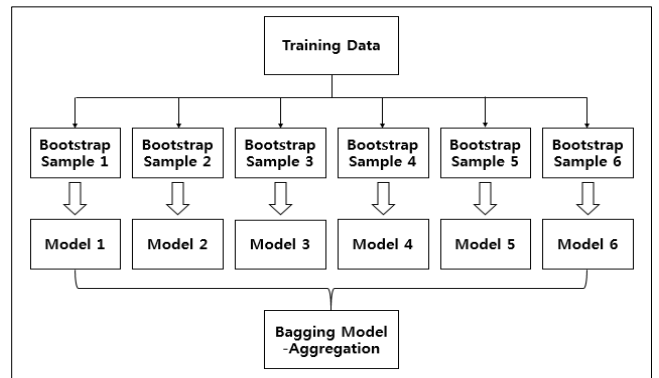 Training Data
Bootstrap
Sample 1
Bootstrap
Sample 2
Bootstrap
Sample 3
Bootstrap
Sample 4
Bootstrap
Sample 5
Bootstrap
Sample 6
Model 1
Model 2
Model 3
Model 4
Model 5
Model 6
Bagging Model
-Aggregation